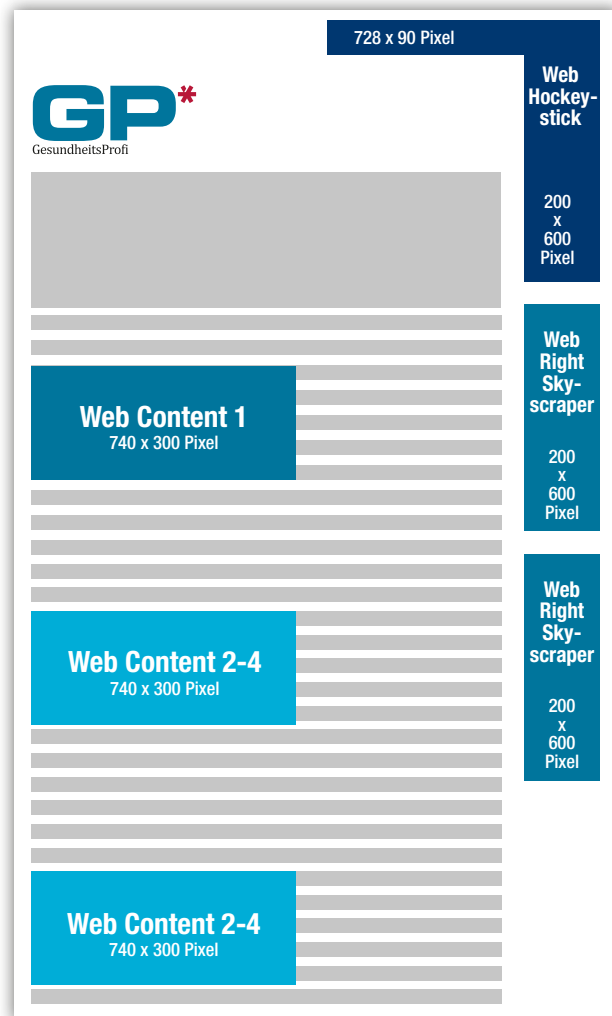 728 x 90 Pixel
Web
Hockey-
stick
200
x
600
Pixel
GP*
GesundheitsProfi
Web
Right
Sky-
scraper
200
x
600
Pixel
Web Content 1
740 x 300 Pixel
Web
Right
Sky-
scraper
200
x
600
Pixel
Web Content 2-4
740 x 300 Pixel
Web Content 2-4
740 x 300 Pixel